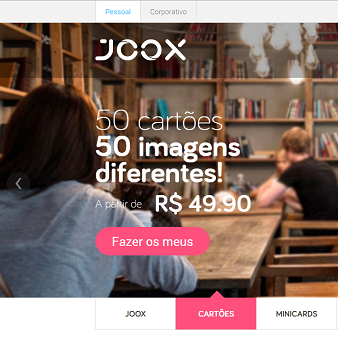 Pessoal Corporativo
JOOX
50 cartões
50 imagens
diferentes!
A partir de R$ 49.90
Fazer os meus
JOOX CARTÕES MINICARDS